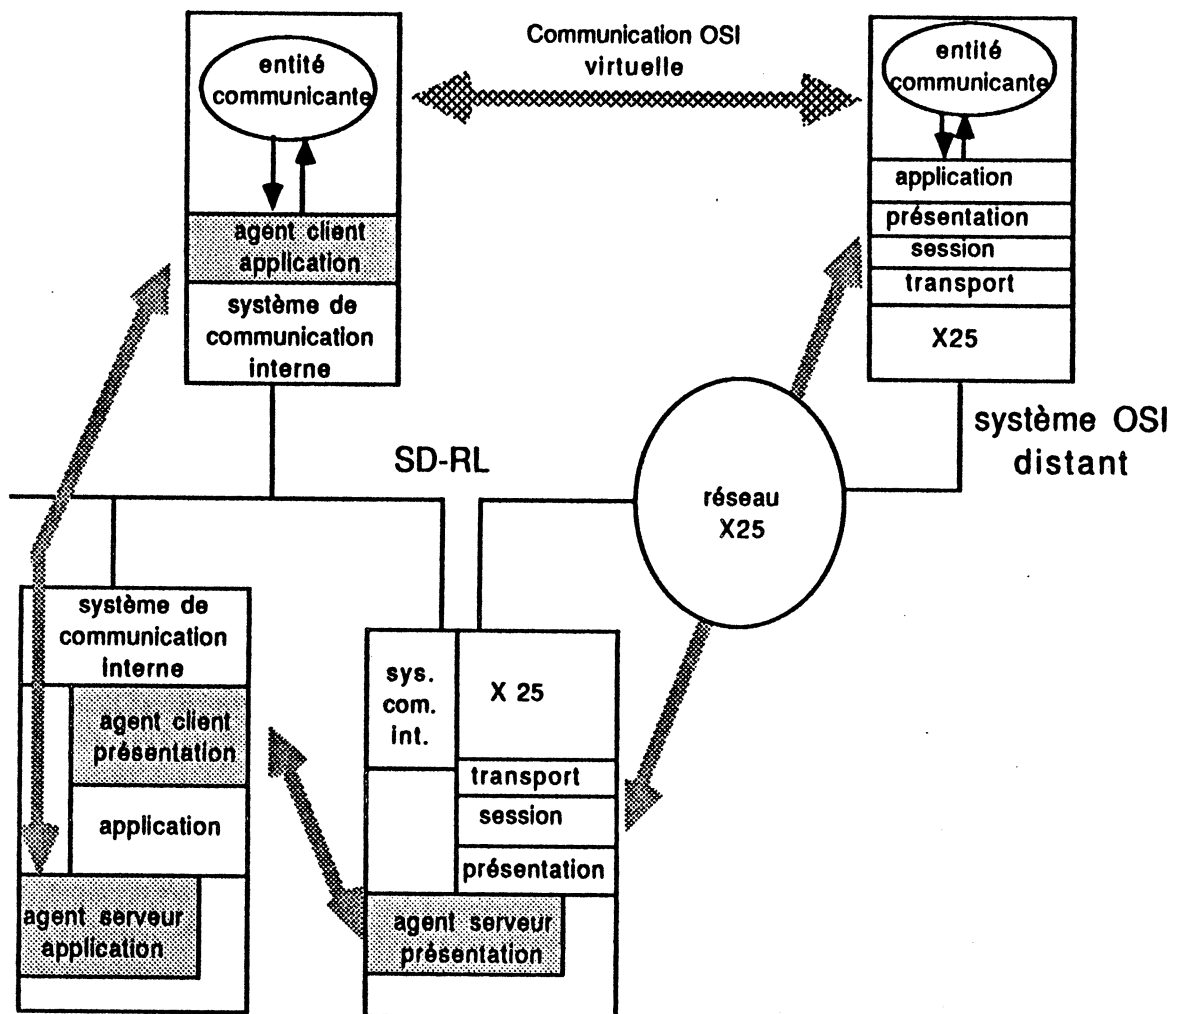 entité
communicante
agent client
application
système de
communication
interne
Communication OSI
virtuelle
entité
communicante
application
présentation
session
transport
X25
système OSI
distant
SD-RL
réseau
X25
système de
communication
interne
agent client
présentation
application
agent serveur
application
sys.
com.
int.
X 25
transport
session
présentation
agent serveur
présentation